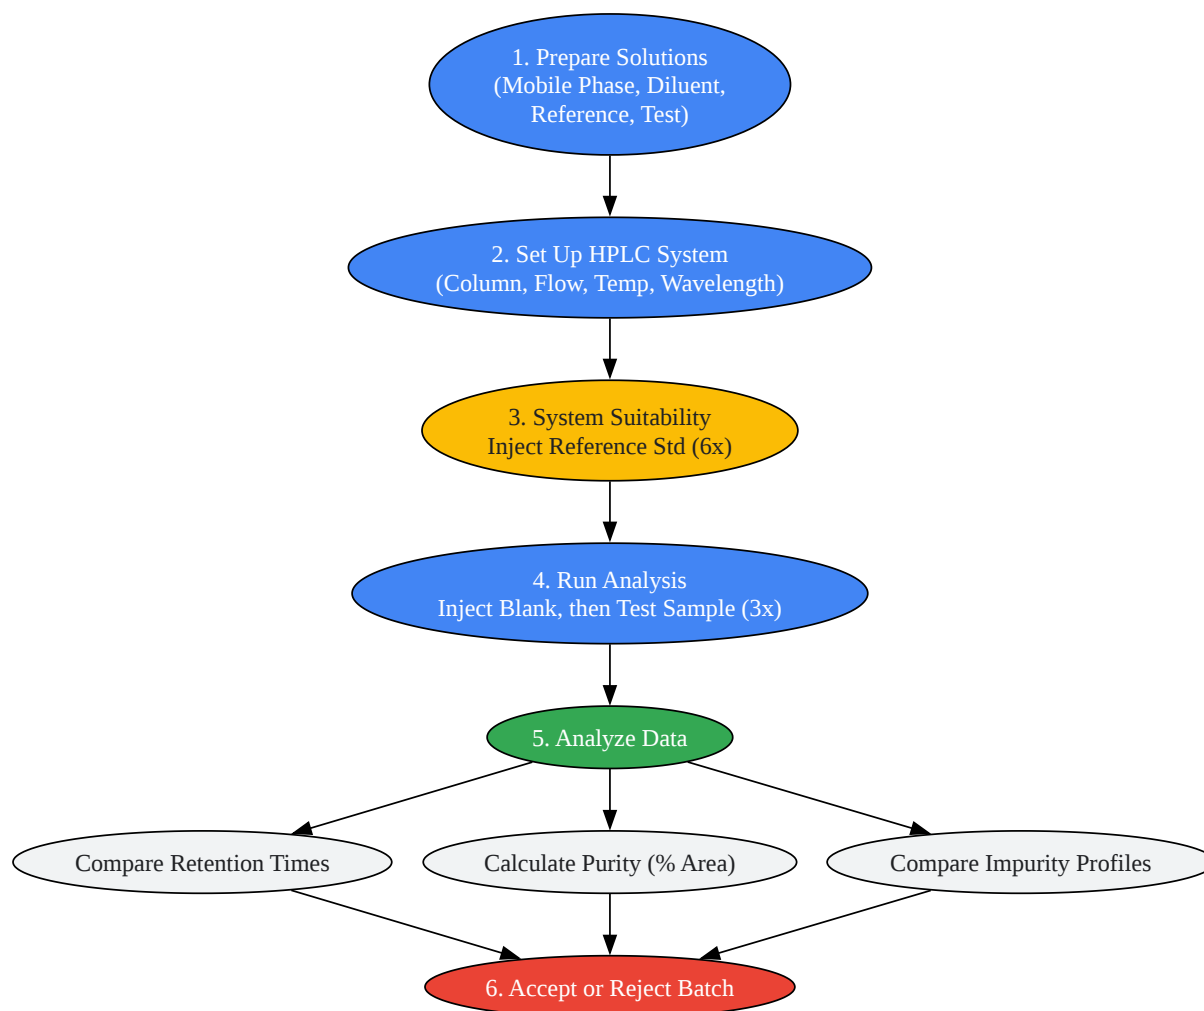 1. Prepare Solutions
(Mobile Phase, Diluent,
Reference, Test)
2. Set Up HPLC System
(Column, Flow, Temp, Wavelength)
3. System Suitability
Inject Reference Std (6x)
4. Run Analysis
Inject Blank, then Test Sample (3x)
5. Analyze Data
Compare Retention Times
Calculate Purity (% Area)
Compare Impurity Profiles
6. Accept or Reject Batch